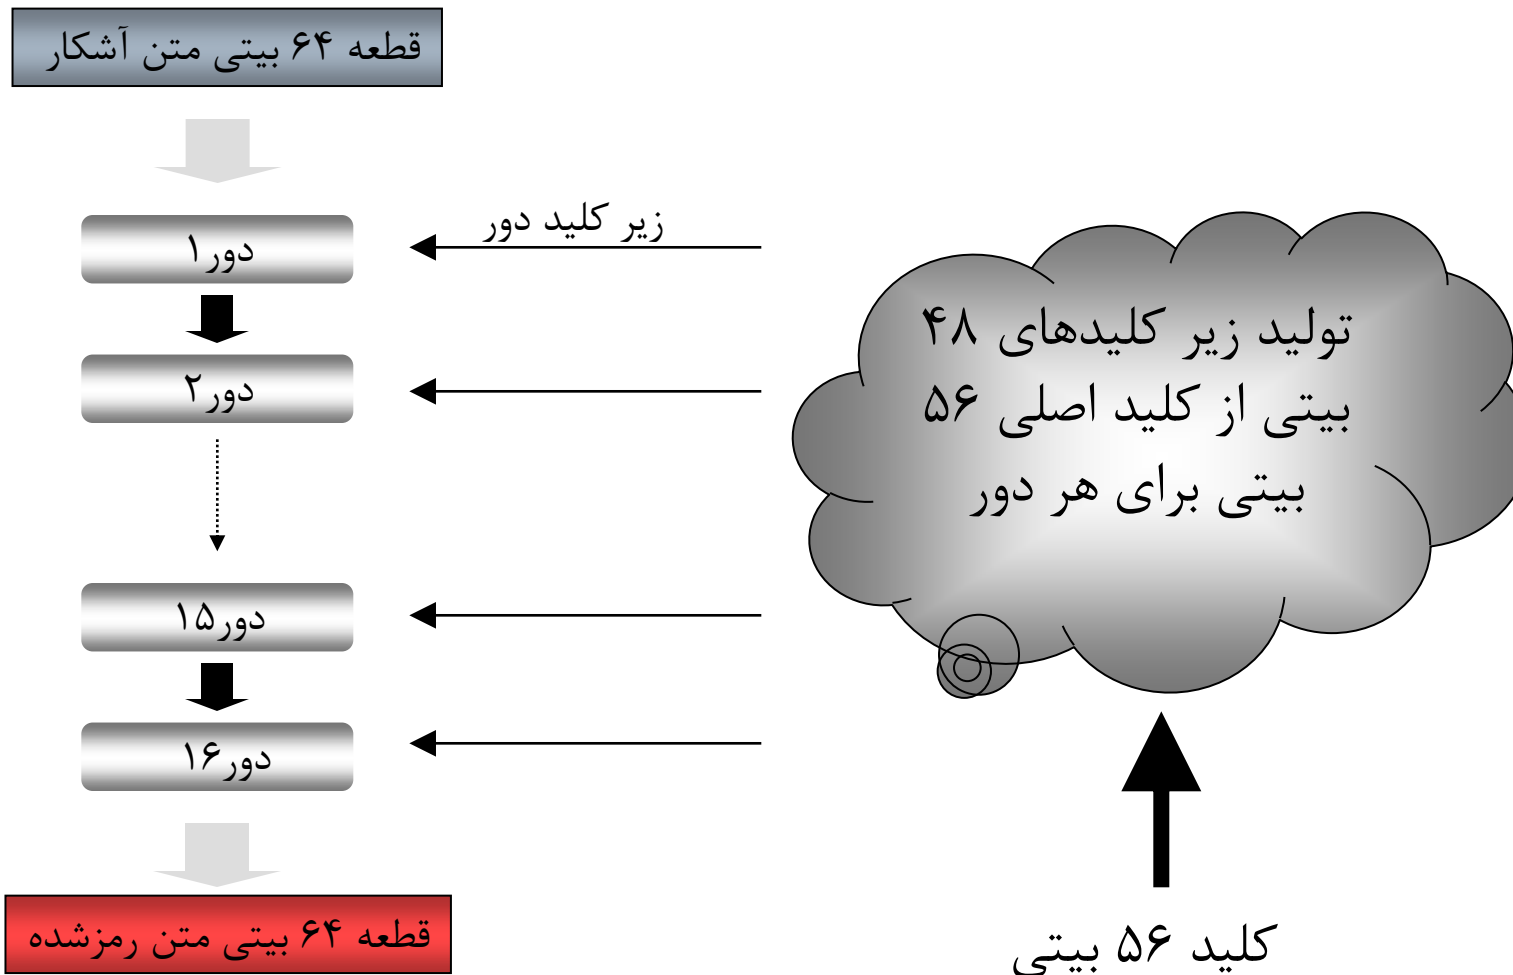 قطعه ۶۴ بیتی متن آشکار
زیر کلید دور
دور۱
دور۲
دور۱۵
دور۱۶
قطعه ۶۴ بیتی متن رمزشده
تولید زیر کلیدهای ۴۸
بیتی از کلید اصلی ۵۶
بیتی برای هر دور
کلید ۵۶ بیتی